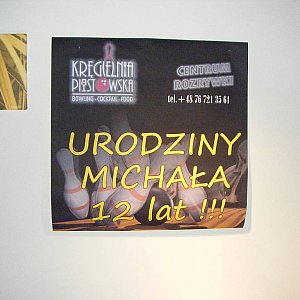 KRĘGIELNIA
PIASTOWSKA
BOWLING - COCKTAIL - FOOD
CENTRUM
ROZRYWKI
tel. + 48 76 721 35 61
URODZINY
MICHAŁA
12 lat !!!